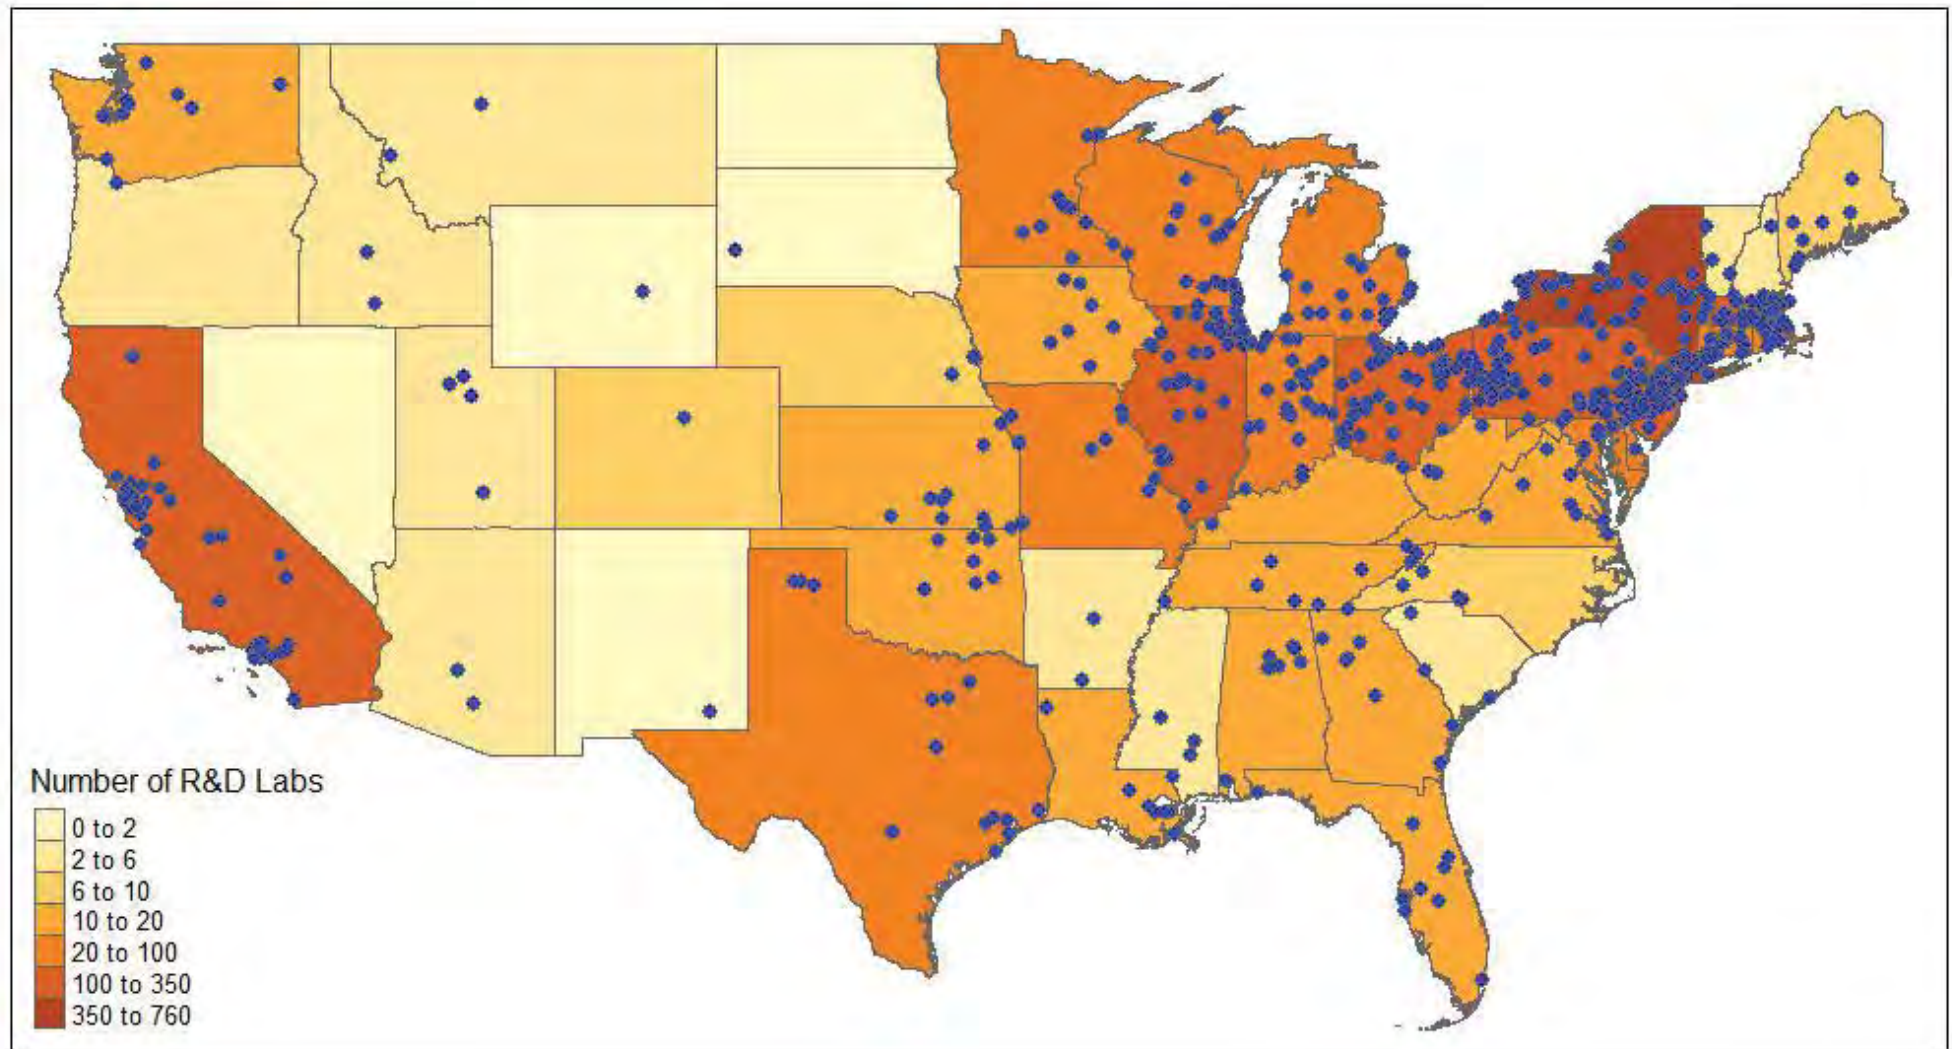 Number of R&D Labs
0 to 2
2 to 6
6 to 10
10 to 20
20 to 100
100 to 350
350 to 760